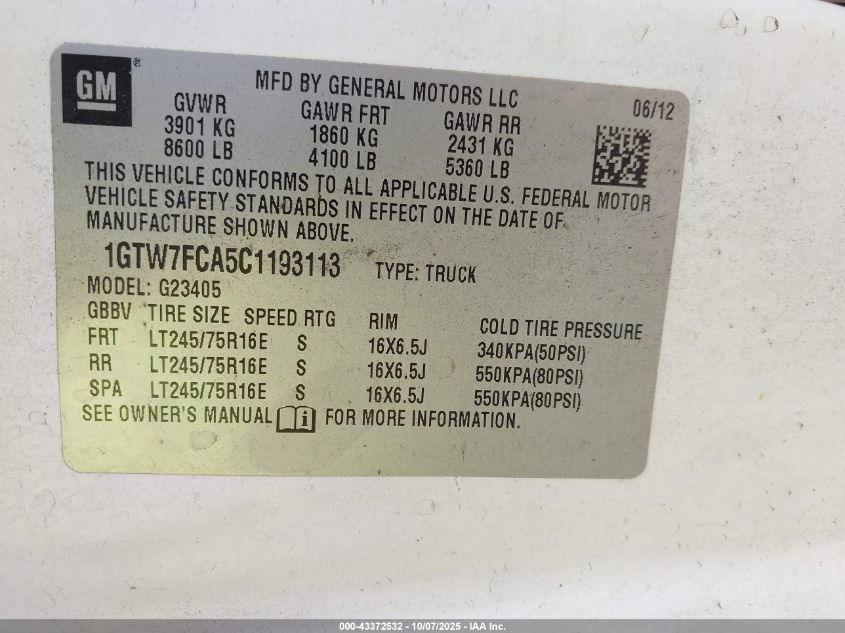 GM ®
MFD BY GENERAL MOTORS LLC
06/12
GVWR GAWR FRT GAWR RR
3901 KG 1860 KG 2431 KG
8600 LB 4100 LB 5360 LB
THIS VEHICLE CONFORMS TO ALL APPLICABLE U.S. FEDERAL MOTOR
VEHICLE SAFETY STANDARDS IN EFFECT ON THE DATE OF
MANUFACTURE SHOWN ABOVE.
1GTW7FCA5C1193113 TYPE: TRUCK
MODEL: G23405
GBBV TIRE SIZE SPEED RTG RIM COLD TIRE PRESSURE
FRT LT245/75R16E S 16X6.5J 340KPA(50PSI)
RR LT245/75R16E S 16X6.5J 550KPA(80PSI)
SPA LT245/75R16E S 16X6.5J 550KPA(80PSI)
SEE OWNER'S MANUAL i FOR MORE INFORMATION.
000-43372532 - 10/07/2025 - IAA Inc.